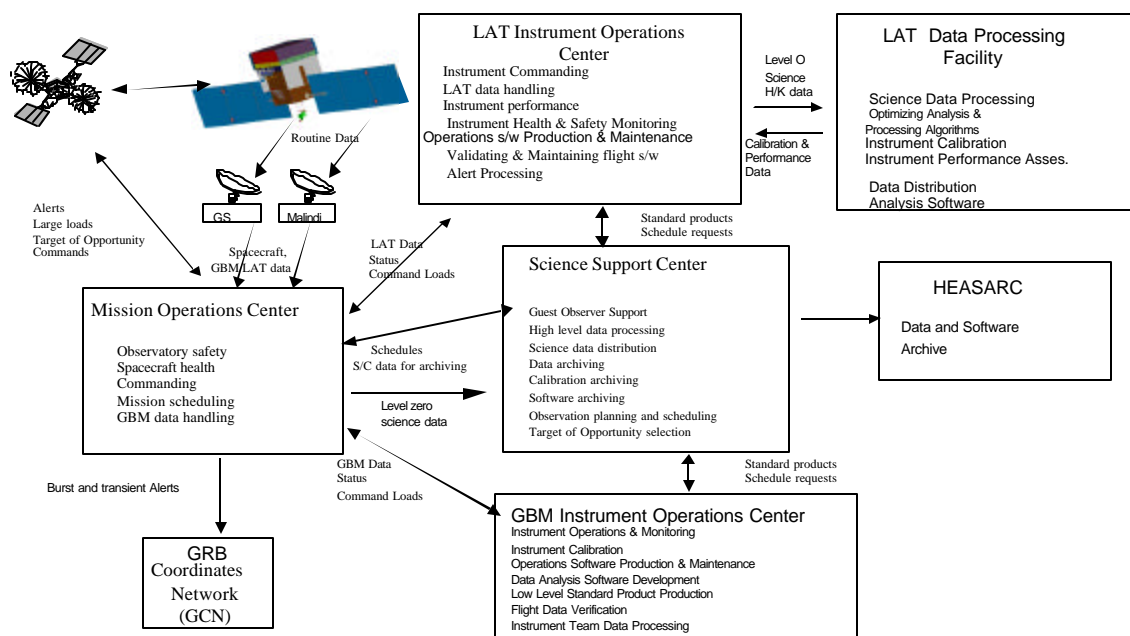 LAT Instrument Operations
Center
Instrument Commanding
LAT data handling
Instrument performance
Instrument Health & Safety Monitoring
Operations s/w Production & Maintenance
Validating & Maintaining flight s/w
Alert Processing
Level O
Science
H/K data
Calibration &
Performance
Data
LAT Data Processing
Facility
Science Data Processing
Optimizing Analysis &
Processing Algorithms
Instrument Calibration
Instrument Performance Asses.
Data Distribution
Analysis Software
Routine Data
GS
Malindi
Alerts
Large loads
Target of Opportunity
Commands
Spacecraft,
GBM LAT data
LAT Data
Status
Command Loads
Standard products
Schedule requests
Mission Operations Center
Observatory safety
Spacecraft health
Commanding
Mission scheduling
GBM data handling
Schedules
S/C data for archiving
Level zero
science data
Science Support Center
Guest Observer Support
High level data processing
Science data distribution
Data archiving
Calibration archiving
Software archiving
Observation planning and scheduling
Target of Opportunity selection
HEASARC
Data and Software
Archive
GBM Data
Status
Command Loads
Standard products
Schedule requests
Burst and transient Alerts
GRB
Coordinates
Network
(GCN)
GBM Instrument Operations Center
Instrument Operations & Monitoring
Instrument Calibration
Operations Software Production & Maintenance
Data Analysis Software Development
Low Level Standard Product Production
Flight Data Verification
Instrument Team Data Processing